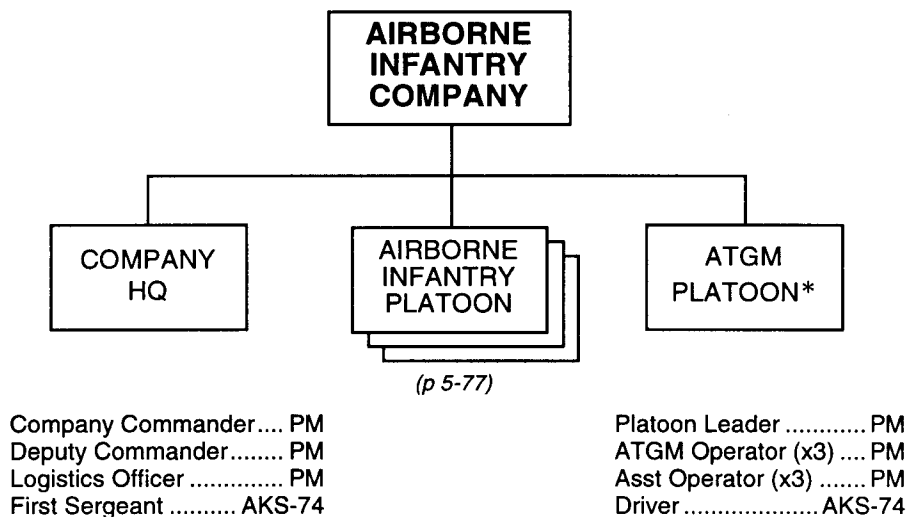 AIRBORNE
INFANTRY
COMPANY
COMPANY
HQ
AIRBORNE
INFANTRY
PLATOON
(p 5-77)
ATGM
PLATOON*
Company Commander.... PM
Deputy Commander........ PM
Logistics Officer ............. PM
First Sergeant .......... AKS-74
Platoon Leader ............ PM
ATGM Operator (x3) .... PM
Asst Operator (x3) ....... PM
Driver .................... AKS-74